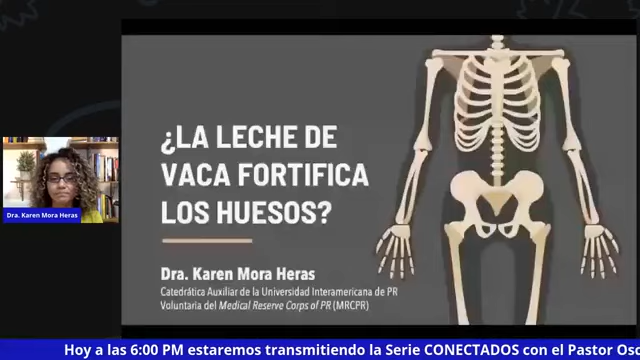 ¿LA LECHE DE
VACA FORTIFICA
LOS HUESOS?
Dra. Karen Mora Heras
Catedrática Auxiliar de la Universidad Interamericana de PR
Voluntaria del Medical Reserve Corps of PR (MRCPR)
Dra. Karen Mora Heras
Hoy a las 6:00 PM estaremos transmitiendo la Serie CONECTADOS con el Pastor